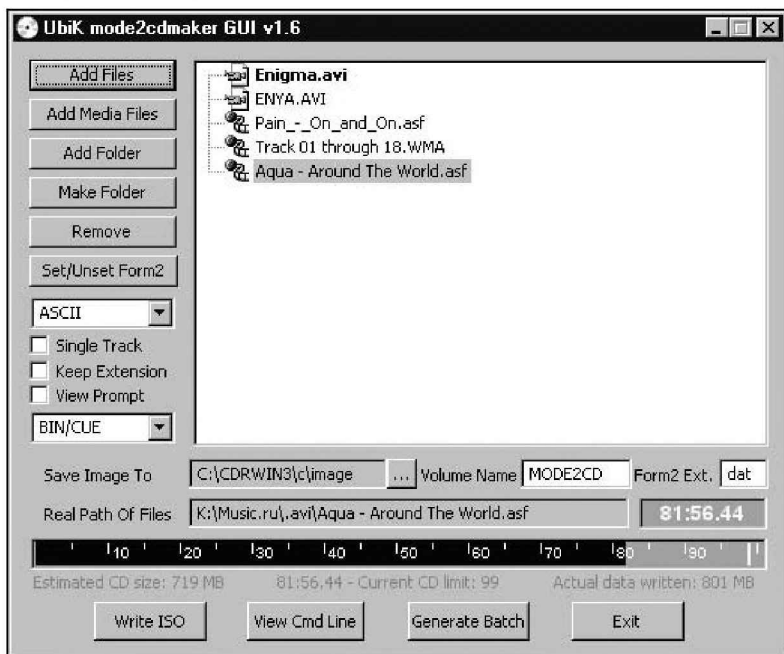 UbiK mode2cdmaker GUI v1.6
Add Files
Add Media Files
Add Folder
Make Folder
Remove
Set/Unset Form2
ASCII
Single Track
Keep Extension
View Prompt
BIN/CUE
Enigma.avi
ENYA.AVI
Pain_-_On_and_On.asf
Track 01 through 18.WMA
Aqua - Around The World.asf
Save Image To C:\CDRWIN3\c\image ... Volume Name MODE2CD Form2 Ext. dat
Real Path Of Files K:\Music.ru\.avi\Aqua - Around The World.asf 81:56.44
10 20 30 40 50 60 70 80 90
Estimated CD size: 719 MB 81:56.44 - Current CD limit: 99 Actual data written: 801 MB
Write ISO View Cmd Line Generate Batch Exit